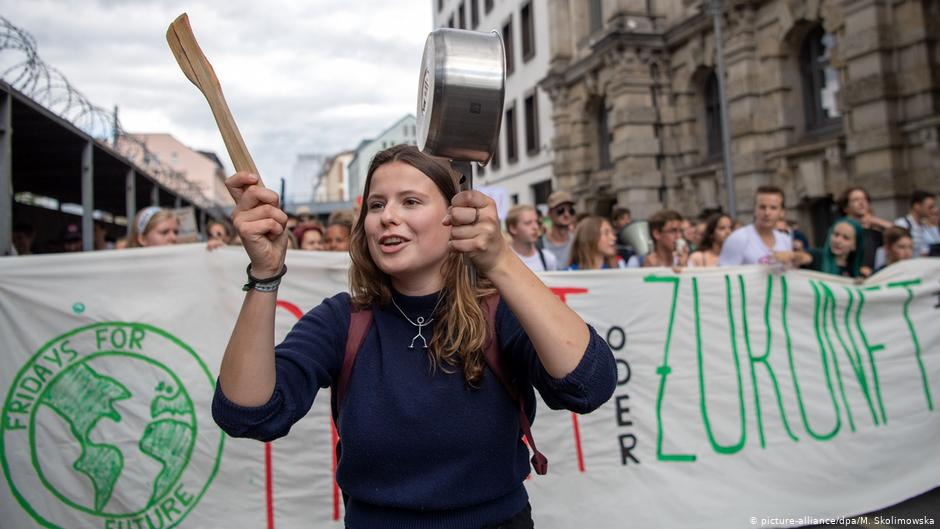 FRIDAYS FOR
FUTURE
ODER
ZUKUNFT
© picture-alliance/dpa/M. Skolimowska